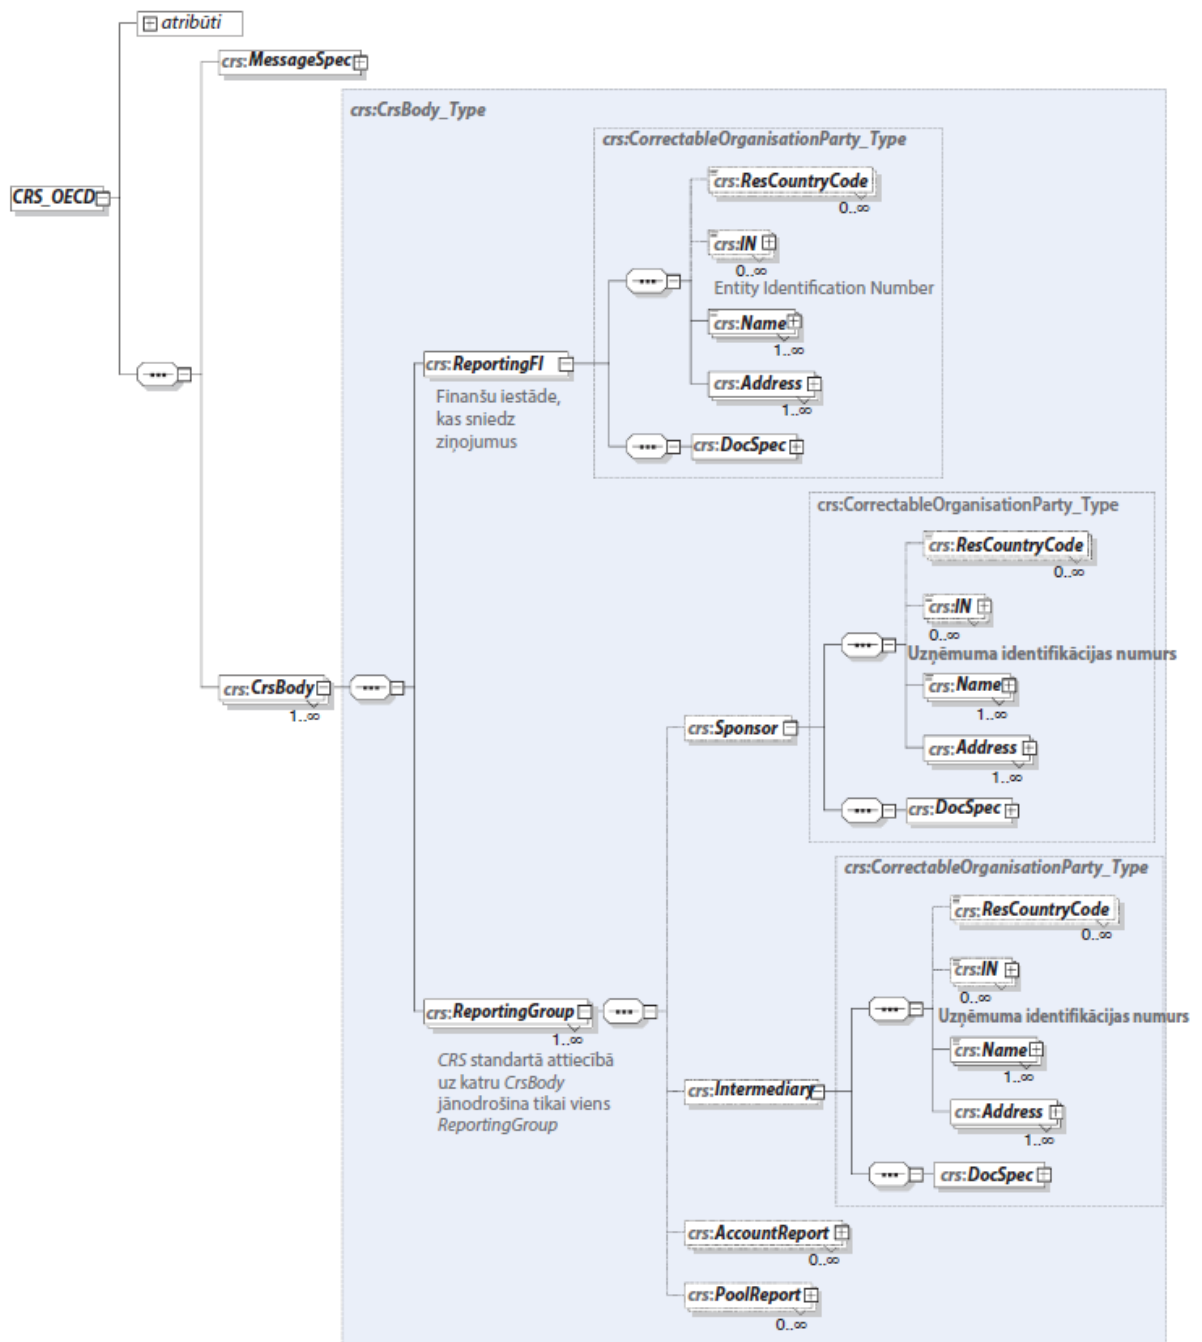 atribūti
crs:MessageSpec
crs:CrsBody_Type
crs:CorrectableOrganisationParty_Type
crs:ResCountryCode
0..∞
CRS_OECD
crs:IN
0..∞
Entity Identification Number
crs:Name
1..∞
crs:ReportingFI
crs:Address
1..∞
Finanšu iestāde,
kas sniedz
ziņojumus
crs:DocSpec
crs:CorrectableOrganisationParty_Type
crs:ResCountryCode
0..∞
crs:IN
0..∞
Uzņēmuma identifikācijas numurs
crs:CrsBody
1..∞
crs:Name
1..∞
crs:Sponsor
crs:Address
1..∞
crs:DocSpec
crs:CorrectableOrganisationParty_Type
crs:ResCountryCode
0..∞
crs:IN
0..∞
crs:ReportingGroup
1..∞
Uzņēmuma identifikācijas numurs
CRS standartā attiecībā
uz katru CrsBody
jānodrošina tikai viens
ReportingGroup
crs:Name
1..∞
crs:Intermediary
crs:Address
1..∞
crs:DocSpec
crs:AccountReport
0..∞
crs:PoolReport
0..∞